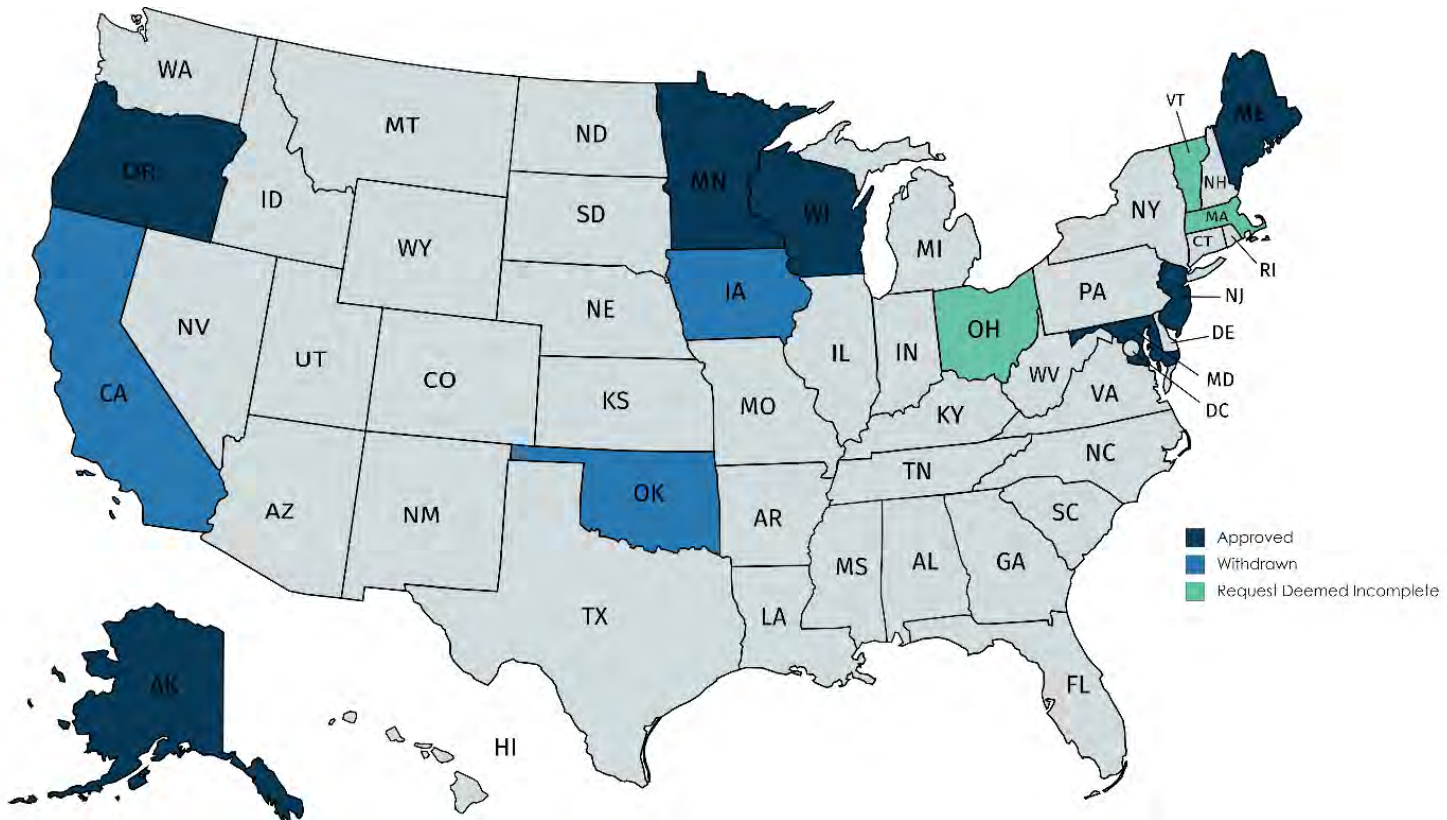 WA
MT
ND
MN
VT
ME
OR
ID
SD
WI
NH
WY
MI
NY
MA
CT
RI
NE
IA
PA
NJ
NV
UT
CO
IL
IN
OH
DE
WV
MD
CA
KS
MO
KY
VA
DC
TN
NC
AZ
NM
OK
AR
SC
MS
AL
GA
TX
LA
FL
AK
HI
Approved
Withdrawn
Request Deemed Incomplete